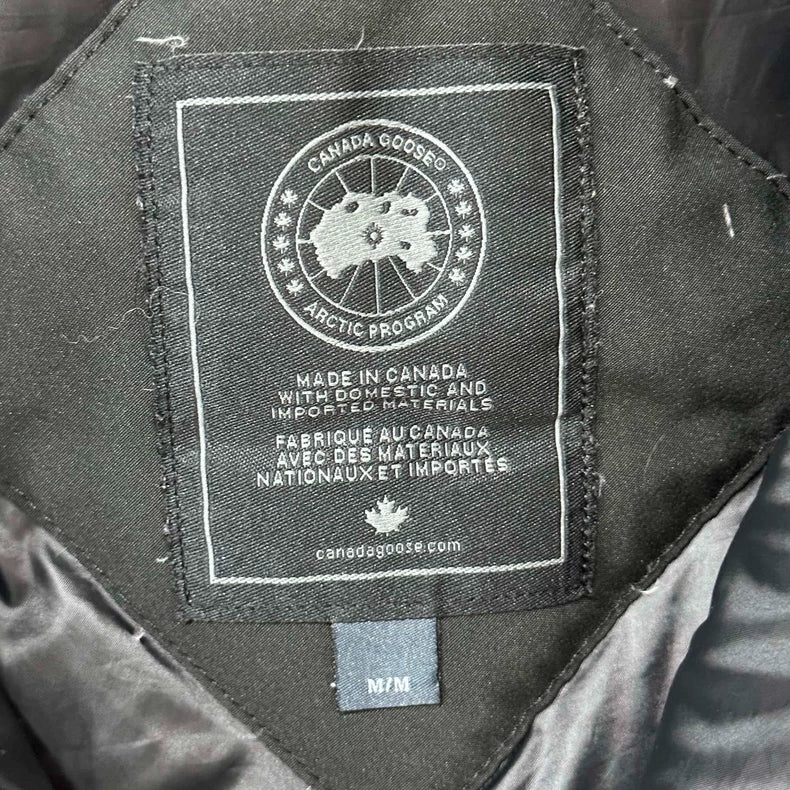 CANADA GOOSE®
ARCTIC PROGRAM
MADE IN CANADA
WITH DOMESTIC AND
IMPORTED MATERIALS
FABRIQUÉ AU CANADA
AVEC DES MATÉRIAUX
NATIONAUX ET IMPORTÉS
canadagoose.com
M/M